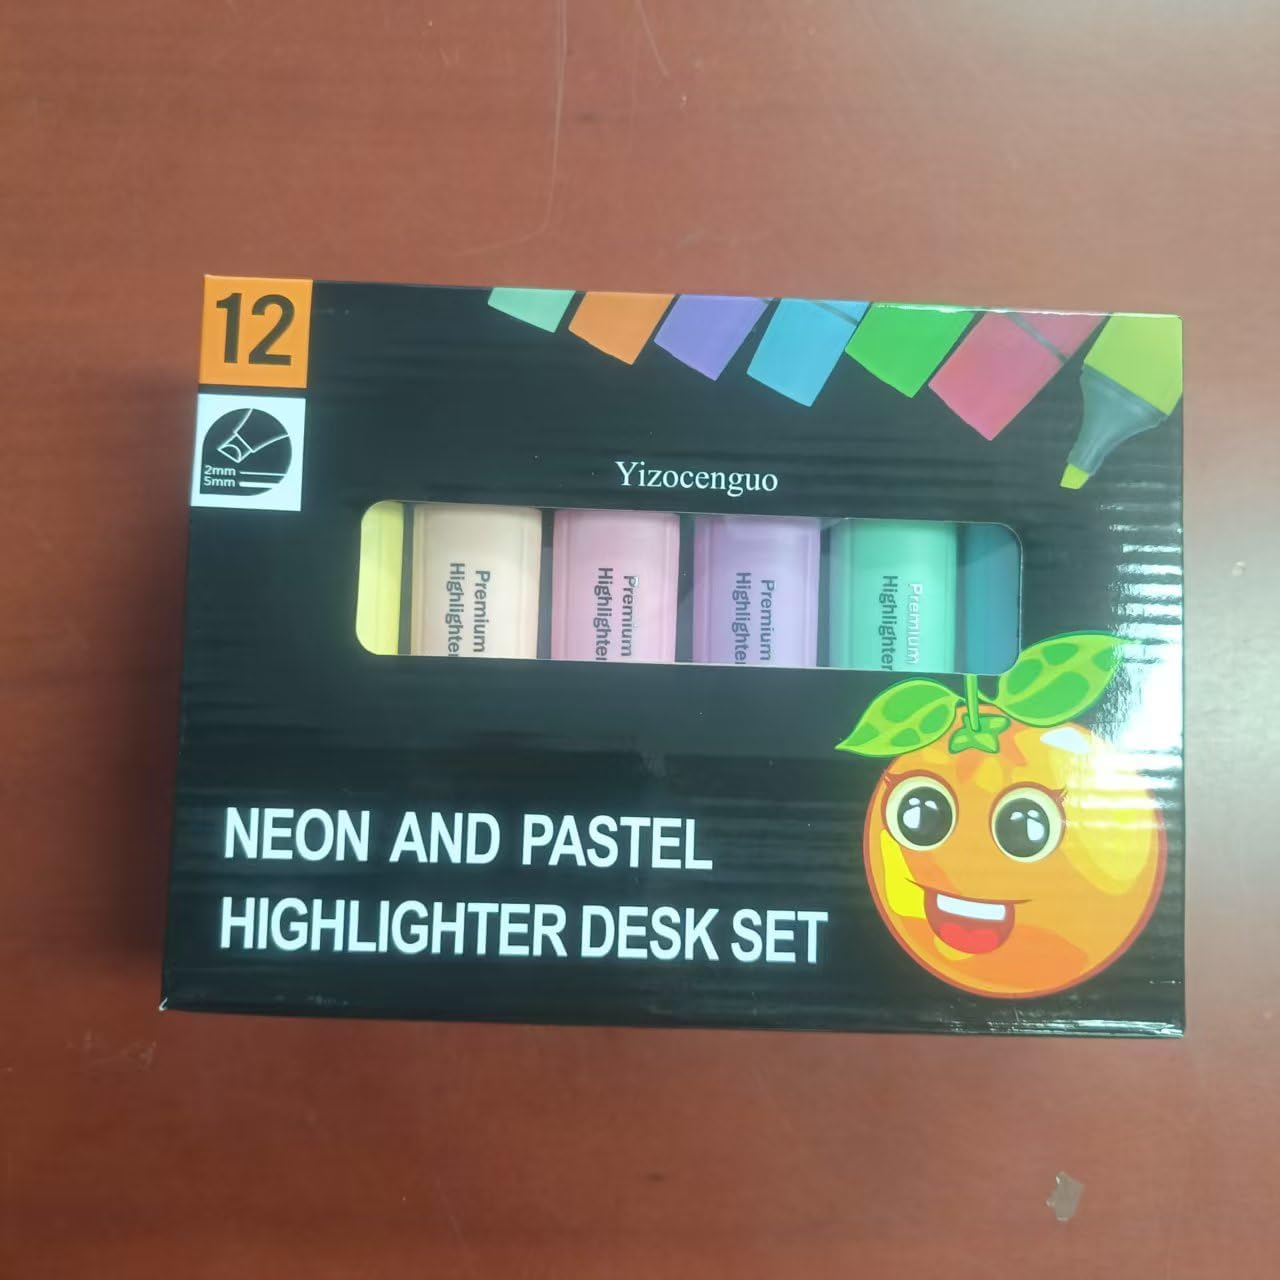 12
2mm
5mm
Yizocenguo
Premium
Highlighter
Premium
Highlighter
Premium
Highlighter
Premium
Highlighter
NEON AND PASTEL
HIGHLIGHTER DESK SET